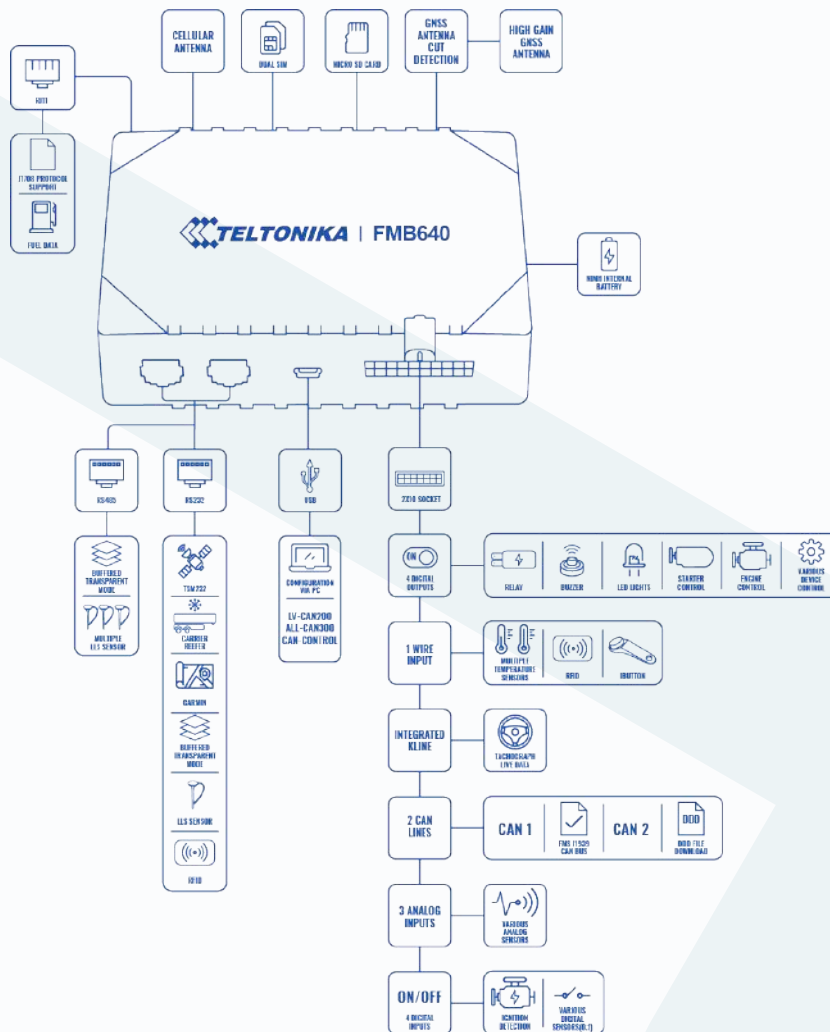 CELLULAR
ANTENNA
DUAL SIM
MICRO SD CARD
GNSS
ANTENNA
CUT
DETECTION
HIGH GAIN
GNSS
ANTENNA
J1708 PROTOCOL
SUPPORT
FUEL DATA
TELTONIKA | FMB640
NIMH INTERNAL
BATTERY
RS485
RS232
USB
2X10 SOCKET
BUFFERED
TRANSPARENT
MODE
MULTIPLE
LLS SENSOR
TSM232
CARRIER
REEFER
GARMIN
BUFFERED
TRANSPARENT
MODE
LLS SENSOR
RFID
CONFIGURATION
VIA PC
LV-CAN200
ALL-CAN300
CAN-CONTROL
ON
4 DIGITAL
OUTPUTS
RELAY
BUZZER
LED LIGHTS
STARTER
CONTROL
ENGINE
CONTROL
VARIOUS
DEVICE
CONTROL
1 WIRE
INPUT
MULTIPLE
TEMPERATURE
SENSORS
RFID
IBUTTON
INTEGRATED
KLINE
TACHOGRAPH
LIVE DATA
2 CAN
LINES
CAN 1
FMS J1939
CAN BUS
CAN 2
DDD
DDD FILE
DOWNLOAD
3 ANALOG
INPUTS
VARIOUS
ANALOG
SENSORS
ON/OFF
4 DIGITAL
INPUTS
IGNITION
DETECTION
VARIOUS
DIGITAL
SENSORS(0,1)